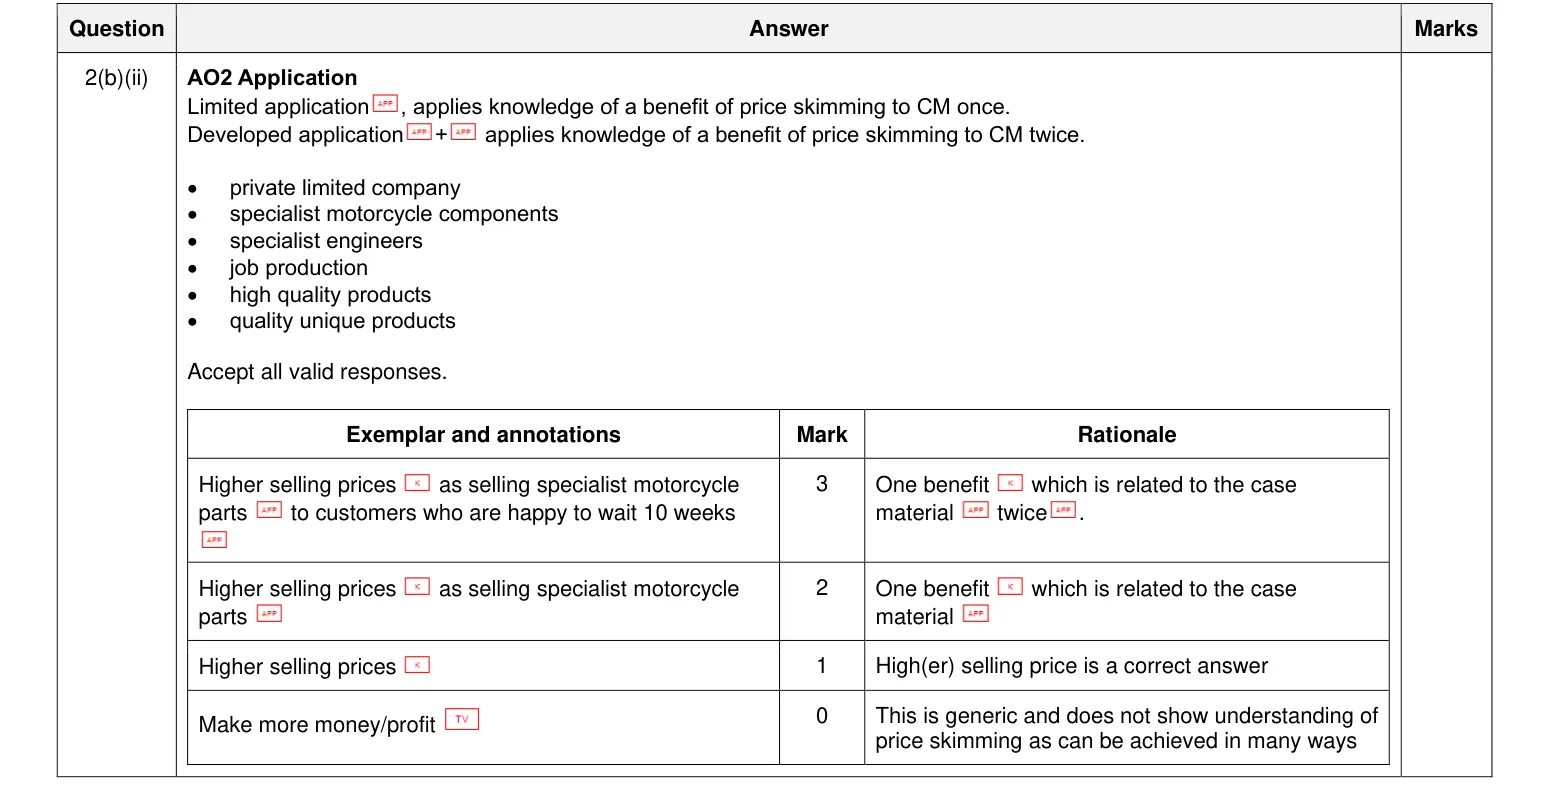 Question Answer Marks
2(b)(ii) AO2 Application
Limited application APP , applies knowledge of a benefit of price skimming to CM once.
Developed application APP + APP applies knowledge of a benefit of price skimming to CM twice.
• private limited company
• specialist motorcycle components
• specialist engineers
• job production
• high quality products
• quality unique products
Accept all valid responses.
Exemplar and annotations Mark Rationale
Higher selling prices K as selling specialist motorcycle
parts APP to customers who are happy to wait 10 weeks
APP
3
One benefit K which is related to the case
material APP twice APP .
Higher selling prices K as selling specialist motorcycle
parts APP
2
One benefit K which is related to the case
material APP
Higher selling prices K
1
High(er) selling price is a correct answer
Make more money/profit TV
0
This is generic and does not show understanding of
price skimming as can be achieved in many ways